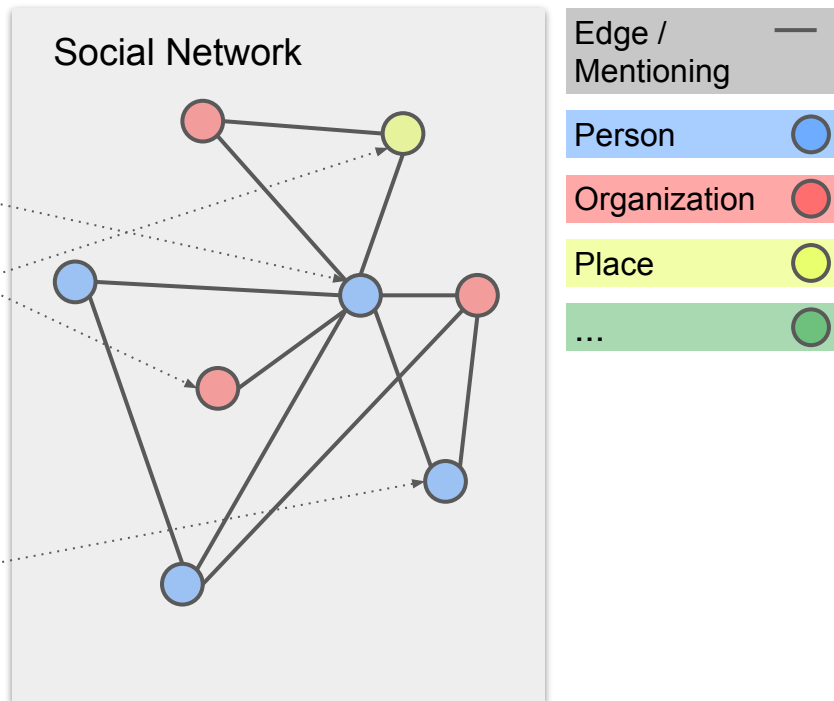 Social Network
Edge /
Mentioning
Person
Organization
Place
...